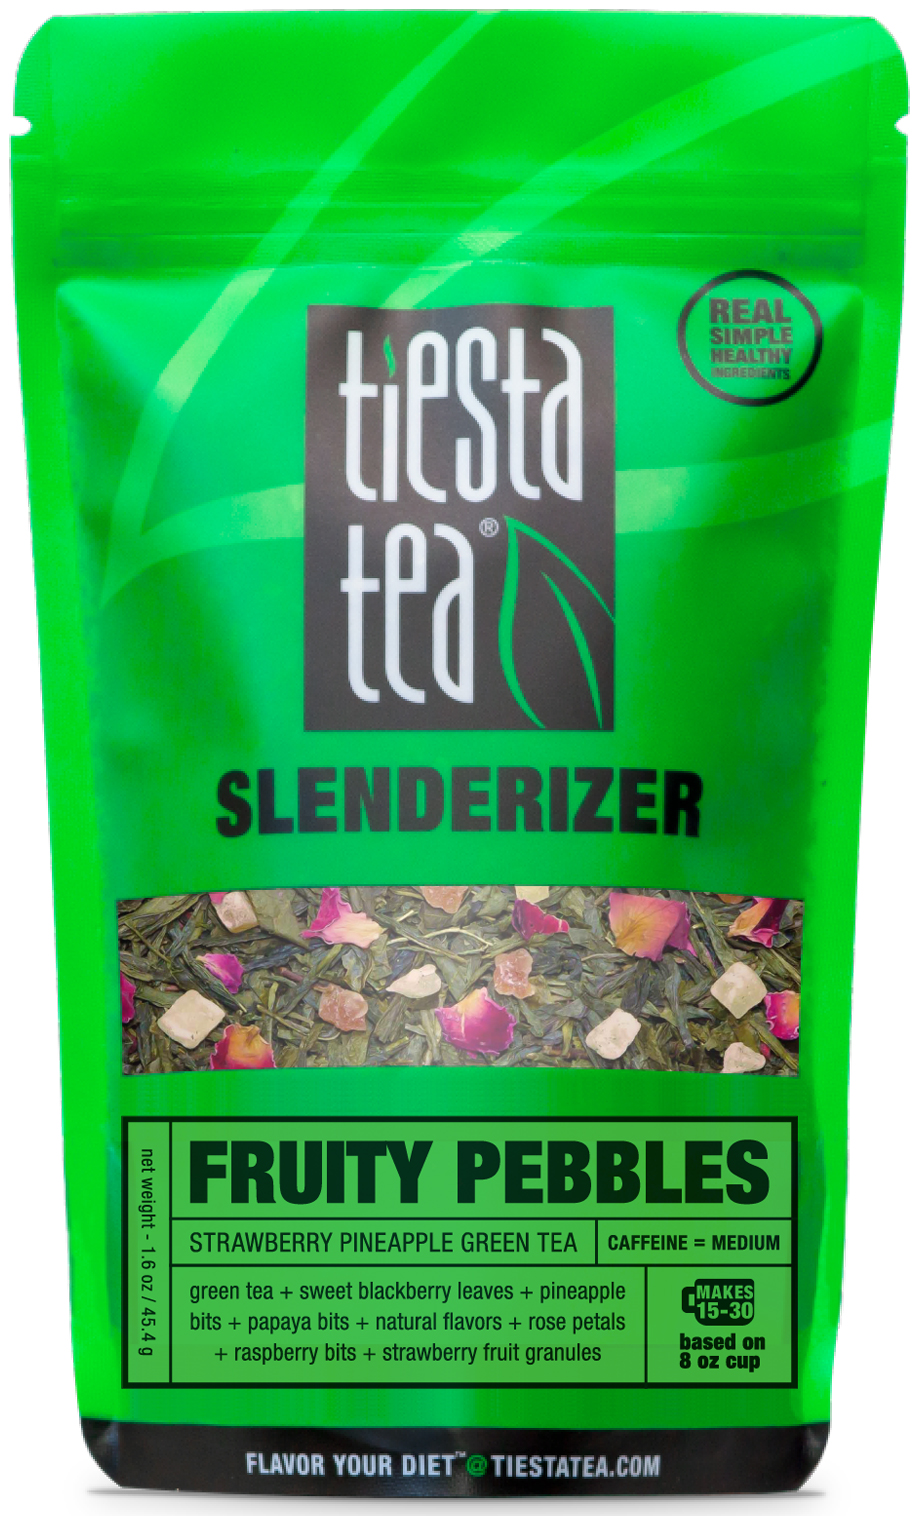 REAL
SIMPLE
HEALTHY
INGREDIENTS
tiesta
tea®
SLENDERIZER
net weight - 1.6 oz / 45.4 g
FRUITY PEBBLES
STRAWBERRY PINEAPPLE GREEN TEA
CAFFEINE = MEDIUM
green tea + sweet blackberry leaves + pineapple
bits + papaya bits + natural flavors + rose petals
+ raspberry bits + strawberry fruit granules
MAKES
15-30
based on
8 oz cup
FLAVOR YOUR DIET™@TIESTATEA.COM